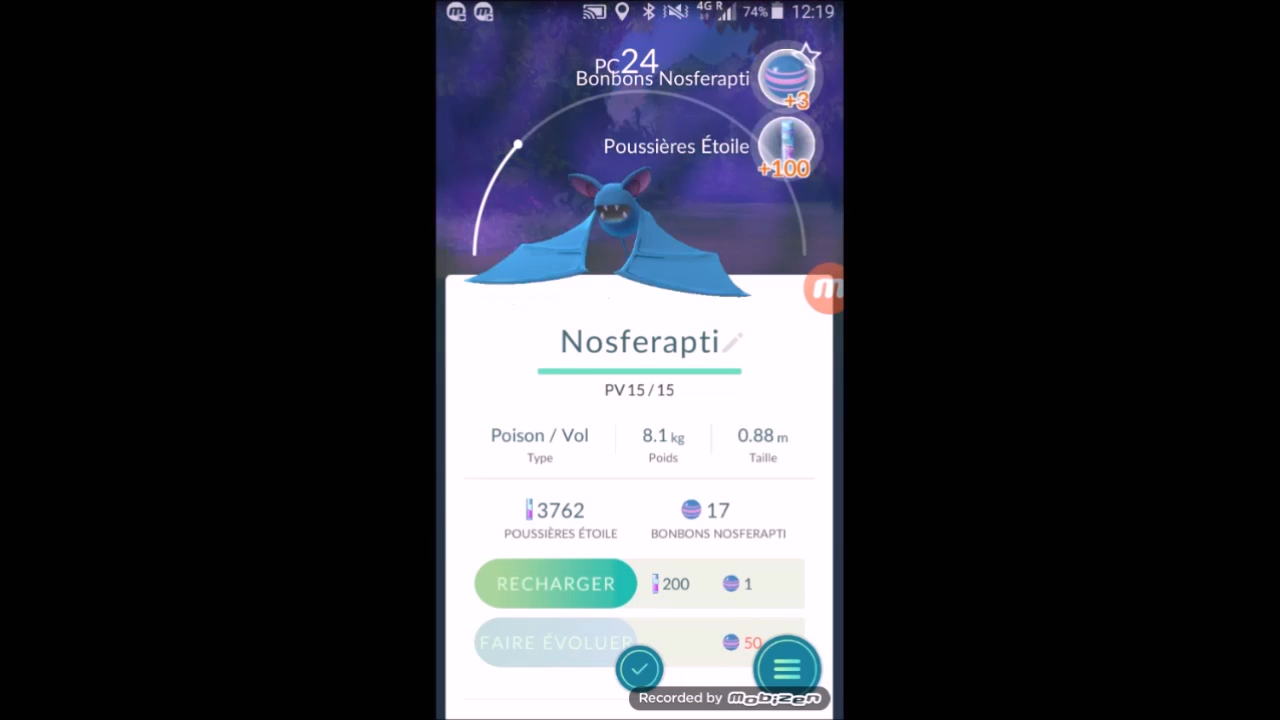 4G R 74% 12:19
PC24
Bonbons Nosferapti
+3
Poussières Étoile
+100
Nosferapti
PV 15 / 15
Poison / Vol 8.1 kg 0.88 m
Type Poids Taille
3762 17
POUSSIÈRES ÉTOILE BONBONS NOSFERAPTI
RECHARGER 200 1
FAIRE ÉVOLUER 50
Recorded by MOBIZEN